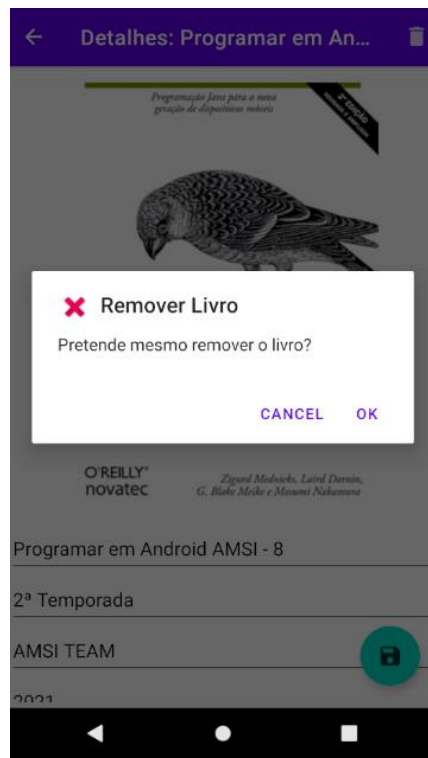 Detalhes: Programar em An...
Programação Java para a nova
geração de dispositivos móveis
2ª EDIÇÃO
Remover Livro
Pretende mesmo remover o livro?
CANCEL OK
O'REILLY®
novatec
Zigurd Mednieks, Laird Dornin,
G. Blake Meike e Masumi Nakamura
Programar em Android AMSI - 8
2ª Temporada
AMSI TEAM
2021